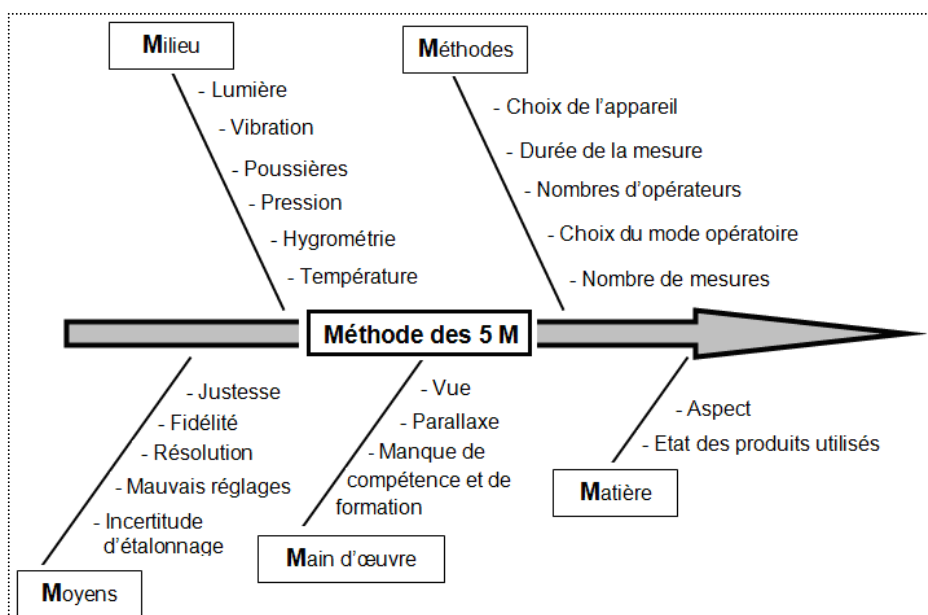 Milieu
- Lumière
- Vibration
- Poussières
- Pression
- Hygrométrie
- Température
Méthodes
- Choix de l'appareil
- Durée de la mesure
- Nombres d'opérateurs
- Choix du mode opératoire
- Nombre de mesures
Méthode des 5 M
- Justesse
- Fidélité
- Résolution
- Mauvais réglages
- Incertitude
d'étalonnage
Moyens
- Vue
- Parallaxe
- Manque de
compétence et de
formation
Main d'œuvre
- Aspect
- Etat des produits utilisés
Matière